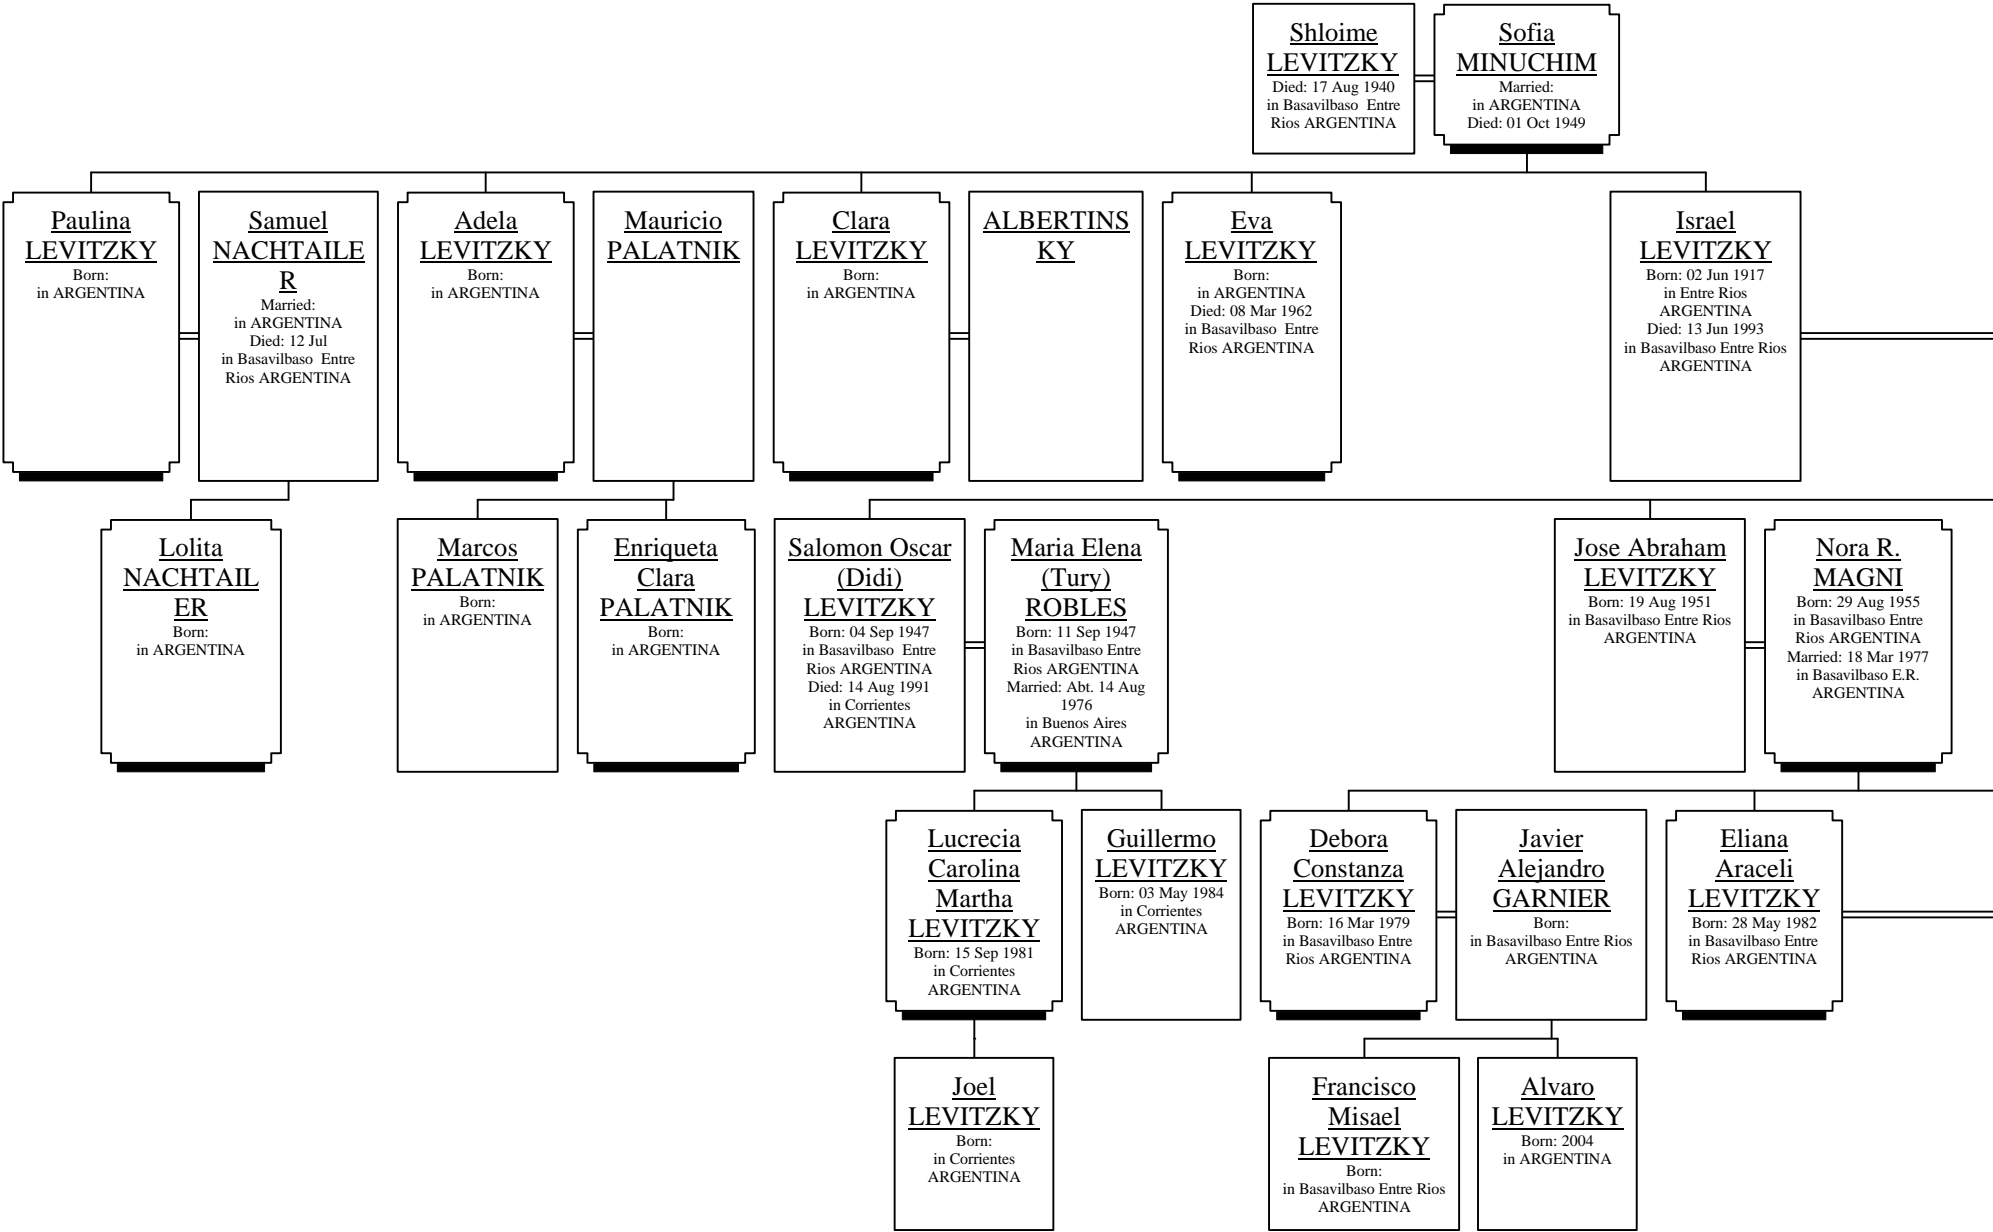 Shloime
LEVITZKY
Died: 17 Aug 1940
in Basavilbaso  Entre
Rios ARGENTINA
Sofia
MINUCHIM
Married:
in ARGENTINA
Died: 01 Oct 1949
Paulina
LEVITZKY
Born:
in ARGENTINA
Samuel
NACHTAILE
R
Married:
in ARGENTINA
Died: 12 Jul
in Basavilbaso  Entre
Rios ARGENTINA
Adela
LEVITZKY
Born:
in ARGENTINA
Mauricio
PALATNIK
Clara
LEVITZKY
Born:
in ARGENTINA
ALBERTINS
KY
Eva
LEVITZKY
Born:
in ARGENTINA
Died: 08 Mar 1962
in Basavilbaso  Entre
Rios ARGENTINA
Israel
LEVITZKY
Born: 02 Jun 1917
in Entre Rios
ARGENTINA
Died: 13 Jun 1993
in Basavilbaso Entre Rios
ARGENTINA
Lolita
NACHTAIL
ER
Born:
in ARGENTINA
Marcos
PALATNIK
Born:
in ARGENTINA
Enriqueta
Clara
PALATNIK
Born:
in ARGENTINA
Salomon Oscar
(Didi)
LEVITZKY
Born: 04 Sep 1947
in Basavilbaso  Entre
Rios ARGENTINA
Died: 14 Aug 1991
in Corrientes
ARGENTINA
Maria Elena
(Tury)
ROBLES
Born: 11 Sep 1947
in Basavilbaso Entre
Rios ARGENTINA
Married: Abt. 14 Aug
1976
in Buenos Aires
ARGENTINA
Jose Abraham
LEVITZKY
Born: 19 Aug 1951
in Basavilbaso Entre Rios
ARGENTINA
Nora R.
MAGNI
Born: 29 Aug 1955
in Basavilbaso Entre
Rios ARGENTINA
Married: 18 Mar 1977
in Basavilbaso E.R.
ARGENTINA
Lucrecia
Carolina
Martha
LEVITZKY
Born: 15 Sep 1981
in Corrientes
ARGENTINA
Guillermo
LEVITZKY
Born: 03 May 1984
in Corrientes
ARGENTINA
Debora
Constanza
LEVITZKY
Born: 16 Mar 1979
in Basavilbaso Entre
Rios ARGENTINA
Javier
Alejandro
GARNIER
Born:
in Basavilbaso Entre Rios
ARGENTINA
Eliana
Araceli
LEVITZKY
Born: 28 May 1982
in Basavilbaso Entre
Rios ARGENTINA
Joel
LEVITZKY
Born:
in Corrientes
ARGENTINA
Francisco
Misael
LEVITZKY
Born:
in Basavilbaso Entre Rios
ARGENTINA
Alvaro
LEVITZKY
Born: 2004
in ARGENTINA